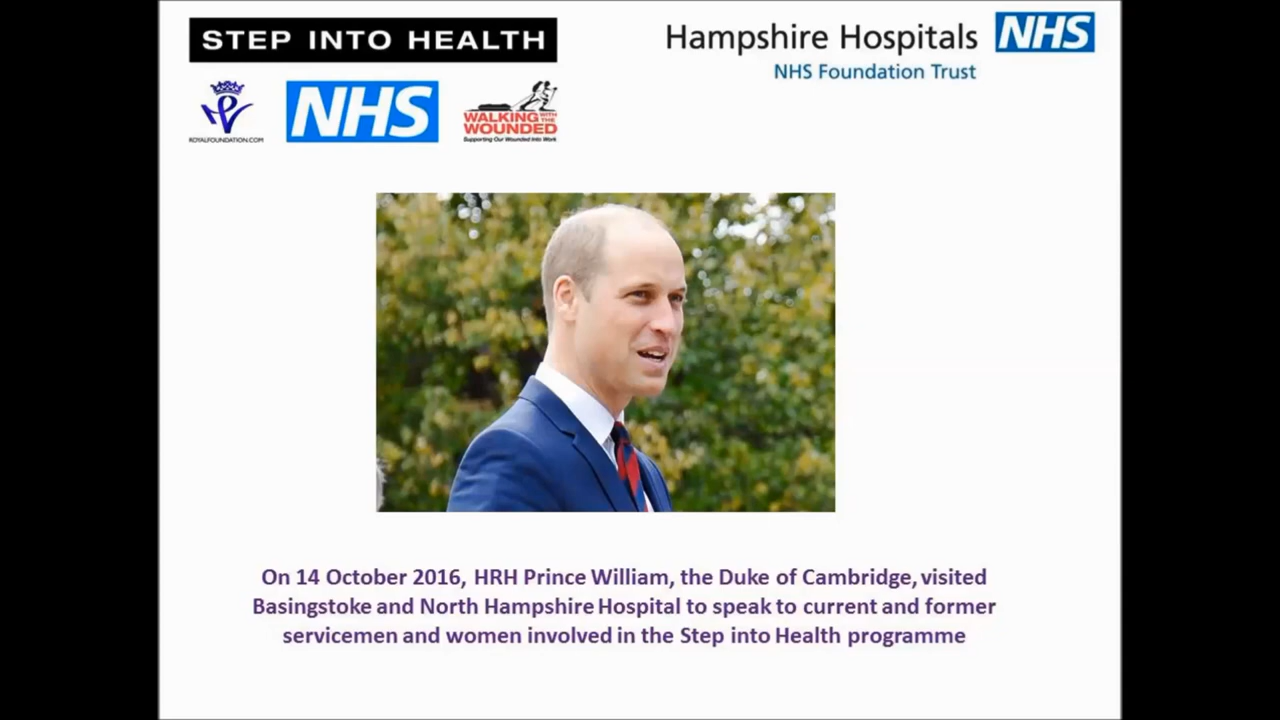 STEP INTO HEALTH
Hampshire Hospitals NHS
NHS Foundation Trust
ROYALFOUNDATION.COM
NHS
WALKING WITH THE
WOUNDED
Supporting Our Wounded Into Work
On 14 October 2016, HRH Prince William, the Duke of Cambridge, visited
Basingstoke and North Hampshire Hospital to speak to current and former
servicemen and women involved in the Step into Health programme